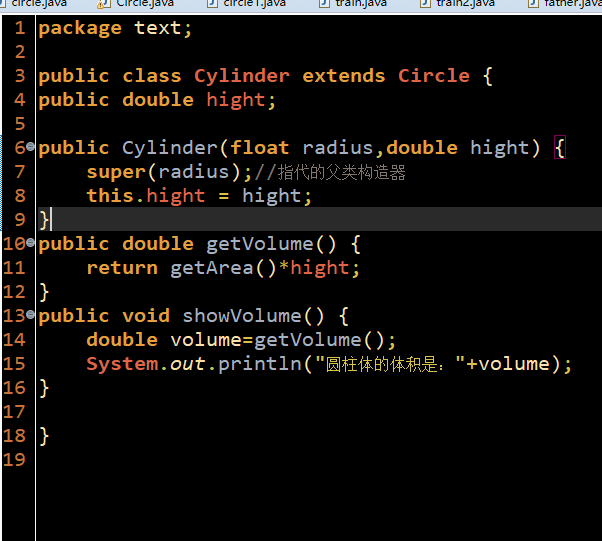 circle.java Circle.java circle1.java train.java train2.java father.java
1 package text;
2
3 public class Cylinder extends Circle {
4 public double hight;
5
6 public Cylinder(float radius,double hight) {
7 super(radius);//指代的父类构造器
8 this.hight = hight;
9 }
10 public double getVolume() {
11 return getArea()*hight;
12 }
13 public void showVolume() {
14 double volume=getVolume();
15 System.out.println("圆柱体的体积是："+volume);
16 }
17
18 }
19